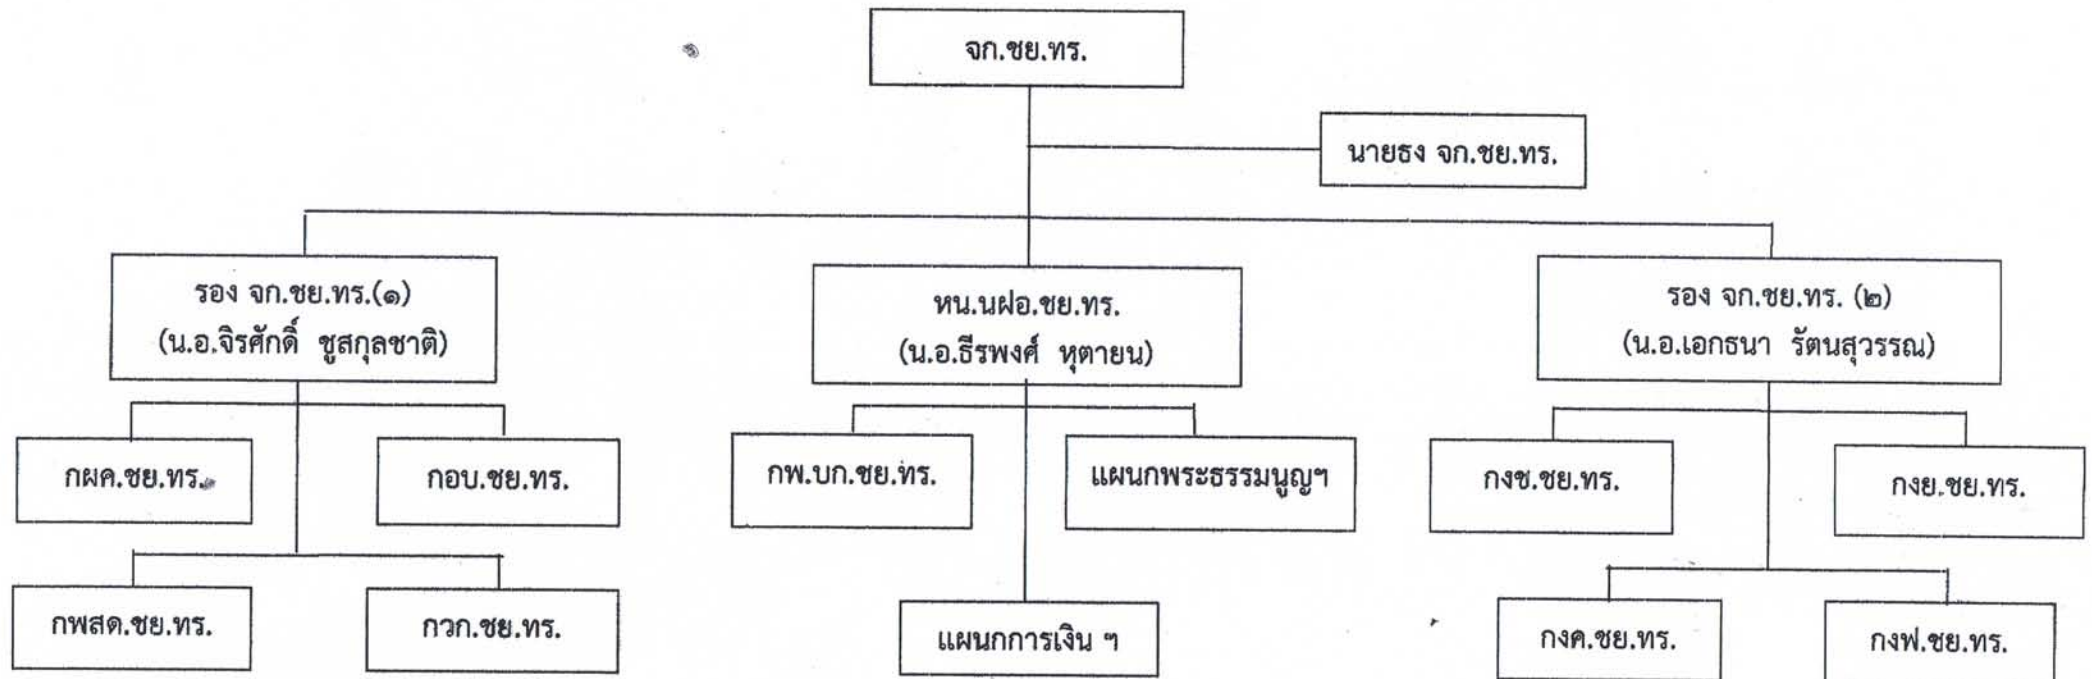 จก.ชย.ทร.
นายธง จก.ชย.ทร.
รอง จก.ชย.ทร.(๑)
(น.อ.จิรศักดิ์ ชูสกุลชาติ)
หน.นฝอ.ชย.ทร.
(น.อ.ธีรพงศ์ หุตายน)
รอง จก.ชย.ทร. (๒)
(น.อ.เอกธนา รัตนสุวรรณ)
กผค.ชย.ทร.
กอบ.ชย.ทร.
กพ.บก.ชย.ทร.
แผนกพระธรรมนูญฯ
กงช.ชย.ทร.
กงย.ชย.ทร.
กพสด.ชย.ทร.
กวก.ชย.ทร.
แผนกการเงิน ฯ
กงค.ชย.ทร.
กงฟ.ชย.ทร.